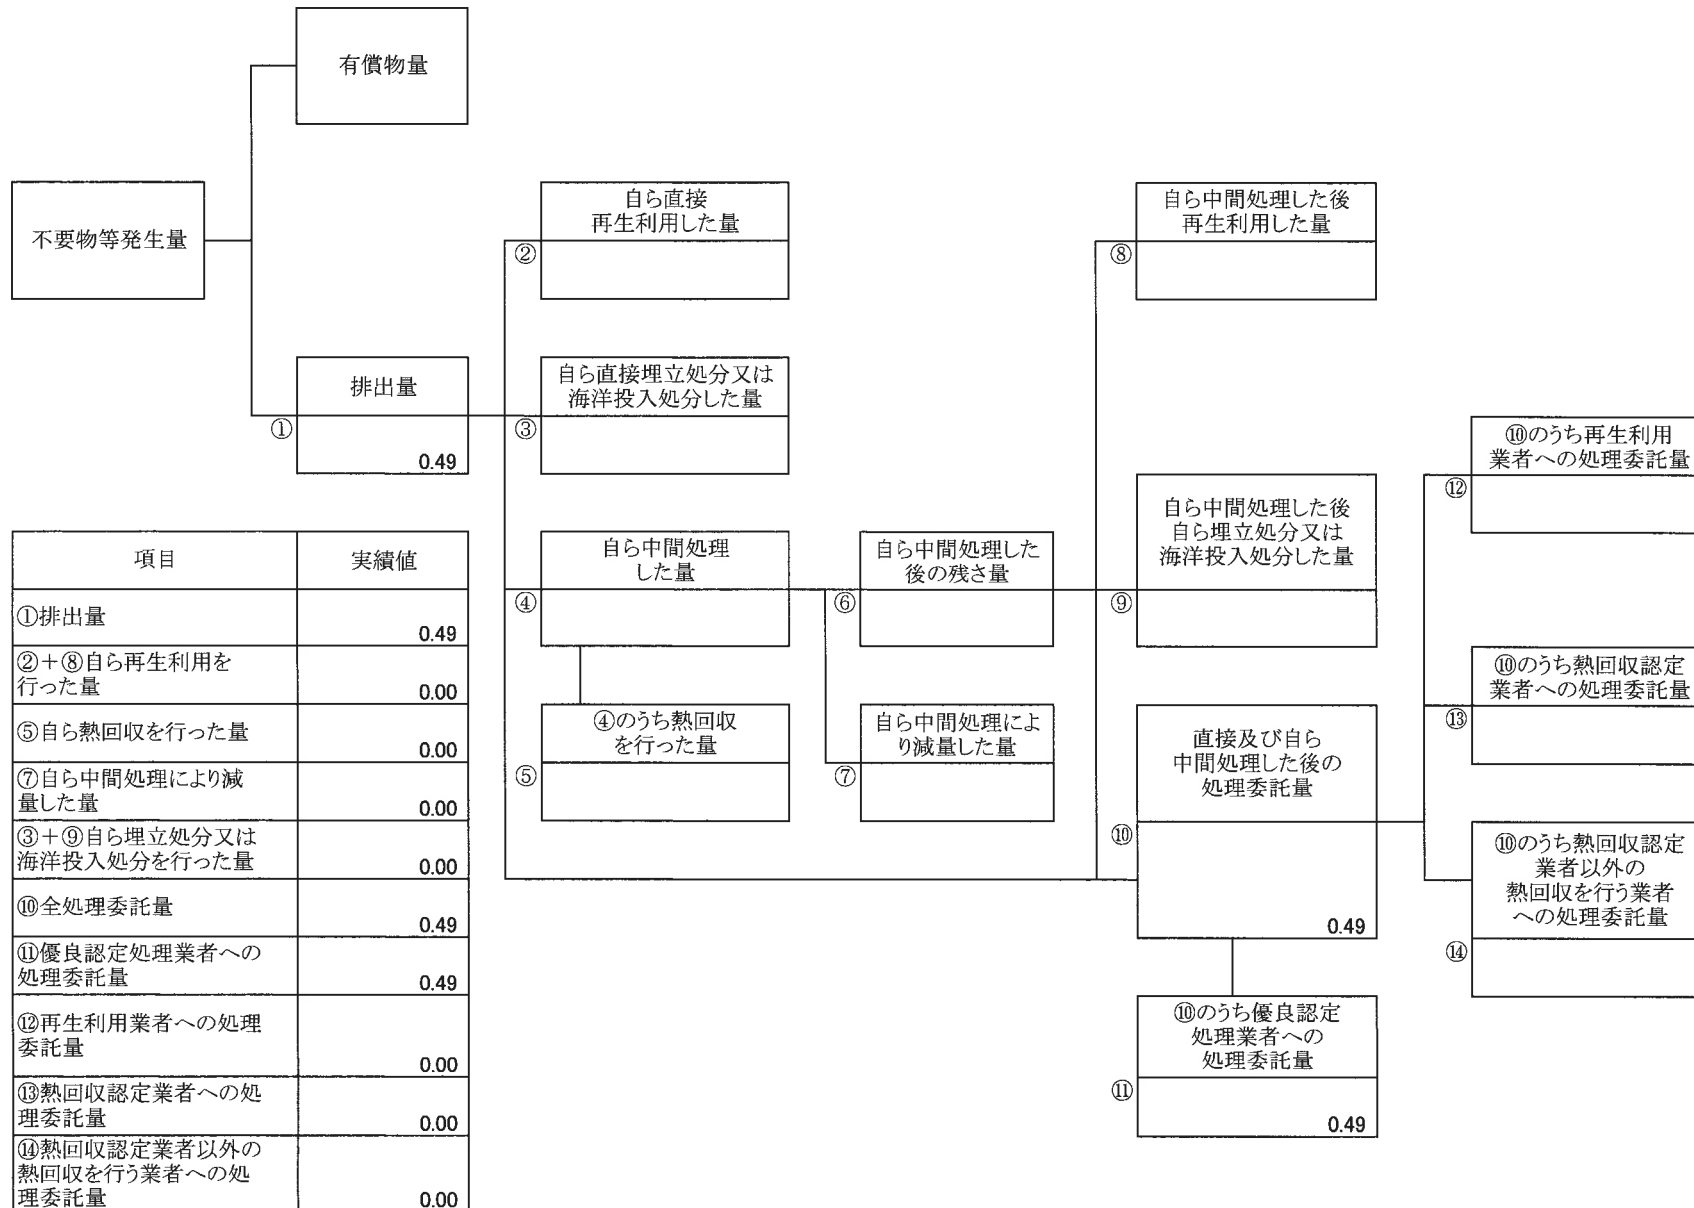 有償物量
不要物等発生量
自ら直接
再生利用した量
②
自ら中間処理した後
再生利用した量
⑧
排出量
①
0.49
自ら直接埋立処分又は
海洋投入処分した量
③
⑩のうち再生利用
業者への処理委託量
⑫
自ら中間処理した後
自ら埋立処分又は
海洋投入処分した量
⑨
自ら中間処理
した量
④
自ら中間処理した
後の残さ量
⑥
⑩のうち熱回収認定
業者への処理委託量
⑬
④のうち熱回収
を行った量
⑤
自ら中間処理によ
り減量した量
⑦
直接及び自ら
中間処理した後の
処理委託量
⑩
0.49
⑩のうち熱回収認定
業者以外の
熱回収を行う業者
への処理委託量
⑭
⑩のうち優良認定
処理業者への
処理委託量
⑪
0.49
項目 実績値
①排出量
0.49
②+⑧自ら再生利用を
行った量
0.00
⑤自ら熱回収を行った量
0.00
⑦自ら中間処理により減
量した量
0.00
③+⑨自ら埋立処分又は
海洋投入処分を行った量
0.00
⑩全処理委託量
0.49
⑪優良認定処理業者への
処理委託量
0.49
⑫再生利用業者への処理
委託量
0.00
⑬熱回収認定業者への処
理委託量
0.00
⑭熱回収認定業者以外の
熱回収を行う業者への処
理委託量
0.00